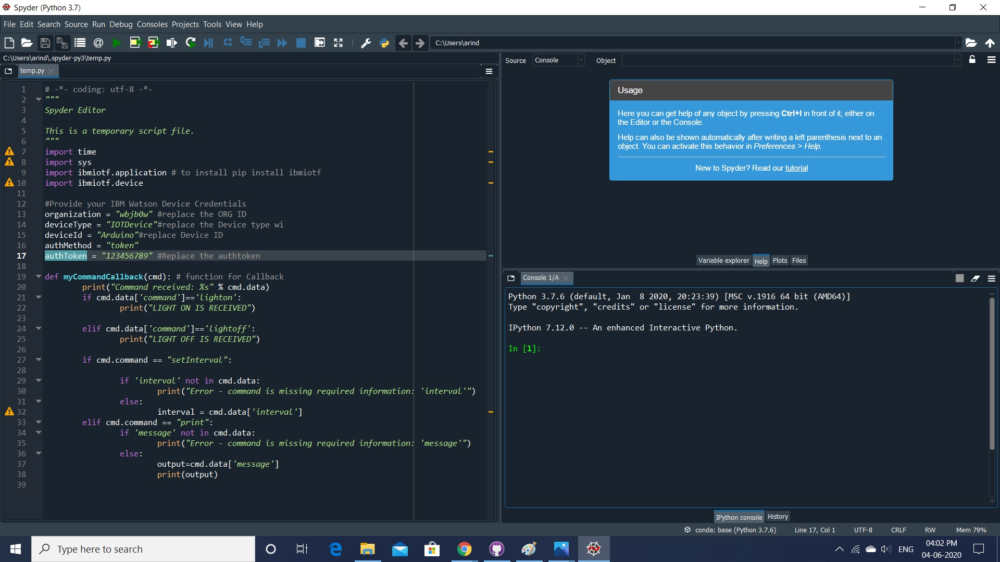 Spyder (Python 3.7)
File Edit Search Source Run Debug Consoles Projects Tools View Help
C:\Users\arind
C:\Users\arind\.spyder-py3\temp.py
temp.py
1 # -*- coding: utf-8 -*-
2 """
3 Spyder Editor
4
5 This is a temporary script file.
6 """
7 import time
8 import sys
9 import ibmiotf.application # to install pip install ibmiotf
10 import ibmiotf.device
11
12 #Provide your IBM Watson Device Credentials
13 organization = "wbjb0w" #replace the ORG ID
14 deviceType = "IOTDevice"#replace the Device type wi
15 deviceId = "Arduino"#replace Device ID
16 authMethod = "token"
17 authToken = "123456789" #Replace the authtoken
18
19 def myCommandCallback(cmd): # function for Callback
20 print("Command received: %s" % cmd.data)
21 if cmd.data['command']=='lighton':
22 print("LIGHT ON IS RECEIVED")
23
24 elif cmd.data['command']=='lightoff':
25 print("LIGHT OFF IS RECEIVED")
26
27 if cmd.command == "setInterval":
28
29 if 'interval' not in cmd.data:
30 print("Error - command is missing required information: 'interval'")
31 else:
32 interval = cmd.data['interval']
33 elif cmd.command == "print":
34 if 'message' not in cmd.data:
35 print("Error - command is missing required information: 'message'")
36 else:
37 output=cmd.data['message']
38 print(output)
39
Source Console Object
Usage
Here you can get help of any object by pressing Ctrl+I in front of it, either on
the Editor or the Console.
Help can also be shown automatically after writing a left parenthesis next to an
object. You can activate this behavior in Preferences > Help.
New to Spyder? Read our tutorial
Variable explorer Help Plots Files
Console 1/A
Python 3.7.6 (default, Jan  8 2020, 20:23:39) [MSC v.1916 64 bit (AMD64)]
Type "copyright", "credits" or "license" for more information.
IPython 7.12.0 -- An enhanced Interactive Python.
In [1]:
IPython console History
conda: base (Python 3.7.6) Line 17, Col 1 UTF-8 CRLF RW Mem 79%
Type here to search
ENG
04:02 PM
04-06-2020